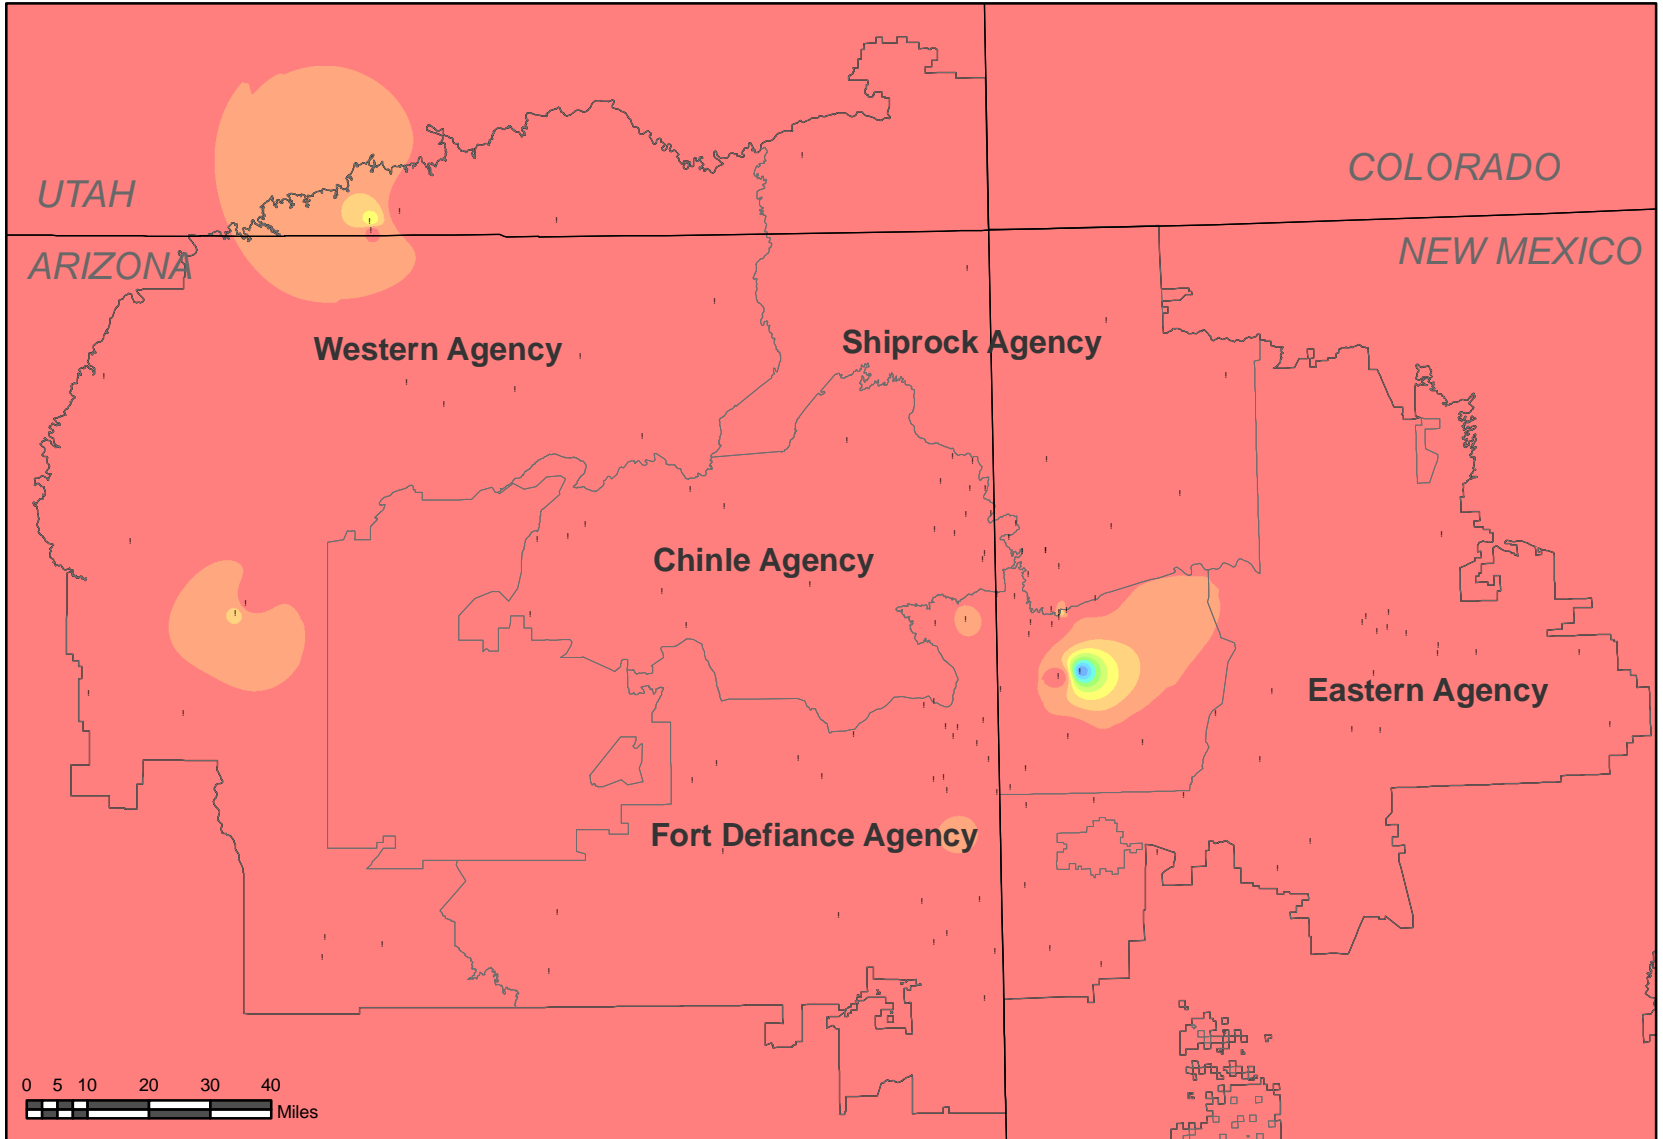 COLORADO
UTAH
NEW MEXICO
ARIZONA
Western Agency
Shiprock Agency
Chinle Agency
Eastern Agency
Fort Defiance Agency
0 5 10 20 30 40
Miles